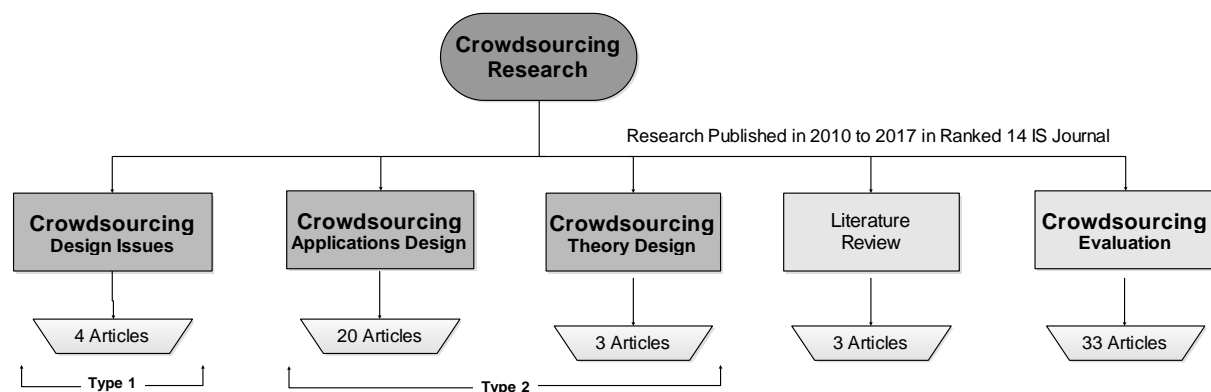 Crowdsourcing
Research
Research Published in 2010 to 2017 in Ranked 14 IS Journal
Crowdsourcing
Design Issues
Crowdsourcing
Applications Design
Crowdsourcing
Theory Design
Literature
Review
Crowdsourcing
Evaluation
4 Articles
20 Articles
3 Articles
3 Articles
33 Articles
Type 1
Type 2